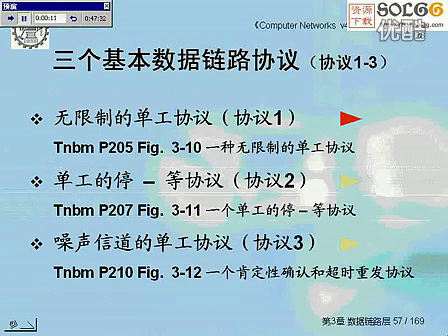 预演
0:00:11
0:47:32
《Computer Networks v4
资源
下载
SOL66
优酷
三个基本数据链路协议（协议1-3）
❖ 无限制的单工协议（协议1）
Tnbm P205 Fig. 3-10 一种无限制的单工协议
❖ 单工的停 – 等协议（协议2）
Tnbm P207 Fig. 3-11 一个单工的停 – 等协议
❖ 噪声信道的单工协议（协议3）
Tnbm P210 Fig. 3-12 一个肯定性确认和超时重发协议
第3章 数据链路层 57 / 169